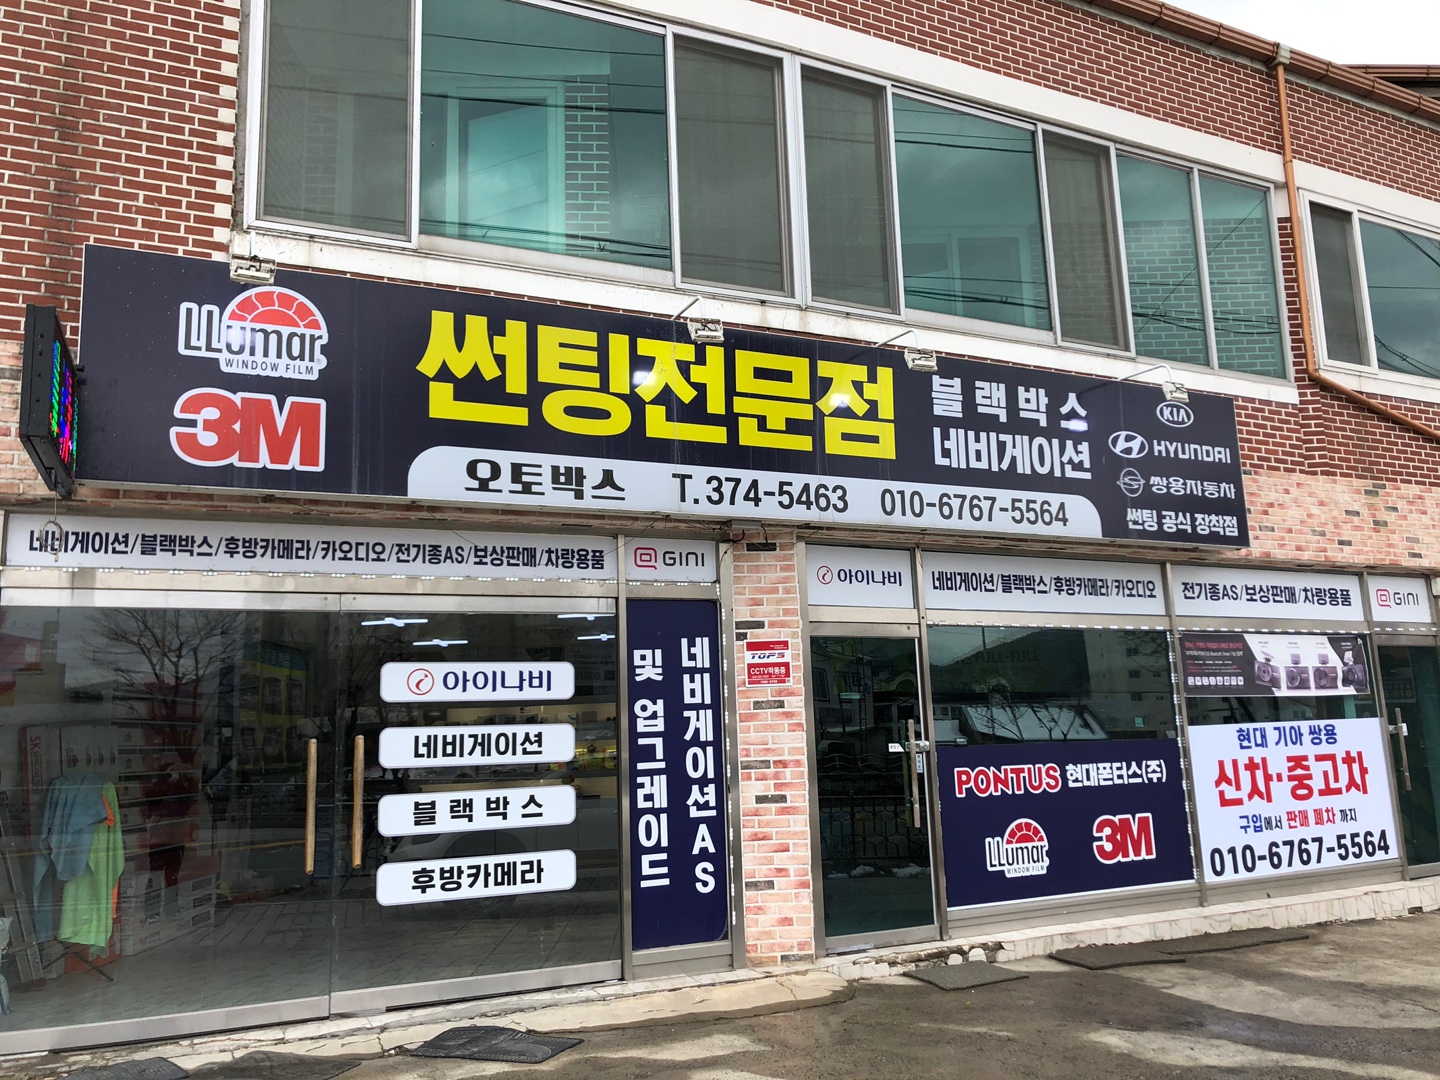 LLumar
WINDOW FILM
3M
썬팅전문점
블랙박스
네비게이션
오토박스 T.374-5463 010-6767-5564
KIA
HYUNDAI
쌍용자동차
썬팅 공식 장착점
네비게이션/블랙박스/후방카메라/카오디오/전기종AS/보상판매/차량용품
GINI
아이나비
네비게이션/블랙박스/후방카메라/카오디오
전기종AS/보상판매/차량용품
GINI
아이나비
네비게이션
블랙박스
후방카메라
네비게이션AS
및 업그레이드
TOPS
CCTV작동중
PONTUS 현대폰터스(주)
LLumar
WINDOW FILM
3M
현대 기아 쌍용
신차·중고차
구입에서 판매 폐차 까지
010-6767-5564